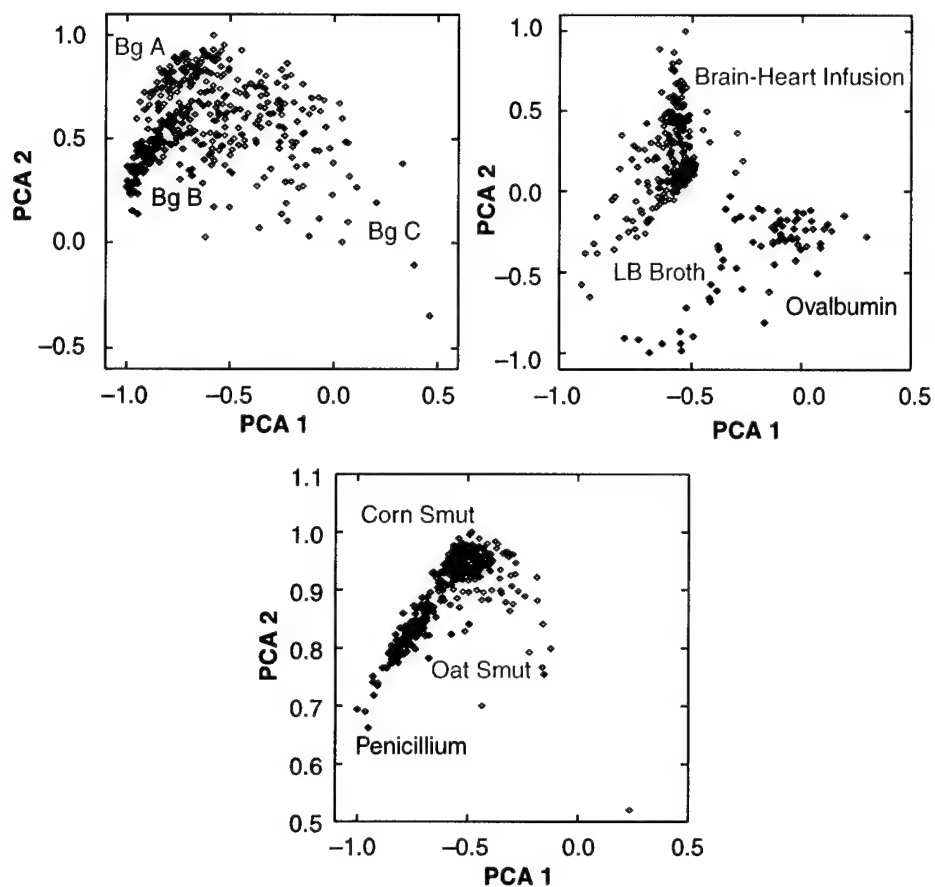 1.0
0.5
0.0
−0.5
Bg A
Bg B
Bg C
PCA 2
−1.0 −0.5 0.0 0.5
PCA 1
1.0
0.5
0.0
−0.5
−1.0
Brain-Heart Infusion
LB Broth
Ovalbumin
PCA 2
−1.0 −0.5 0.0 0.5
PCA 1
1.1
1.0
0.9
0.8
0.7
0.6
0.5
Corn Smut
Oat Smut
Penicillium
PCA 2
−1.0 −0.5 0.0 0.5
PCA 1